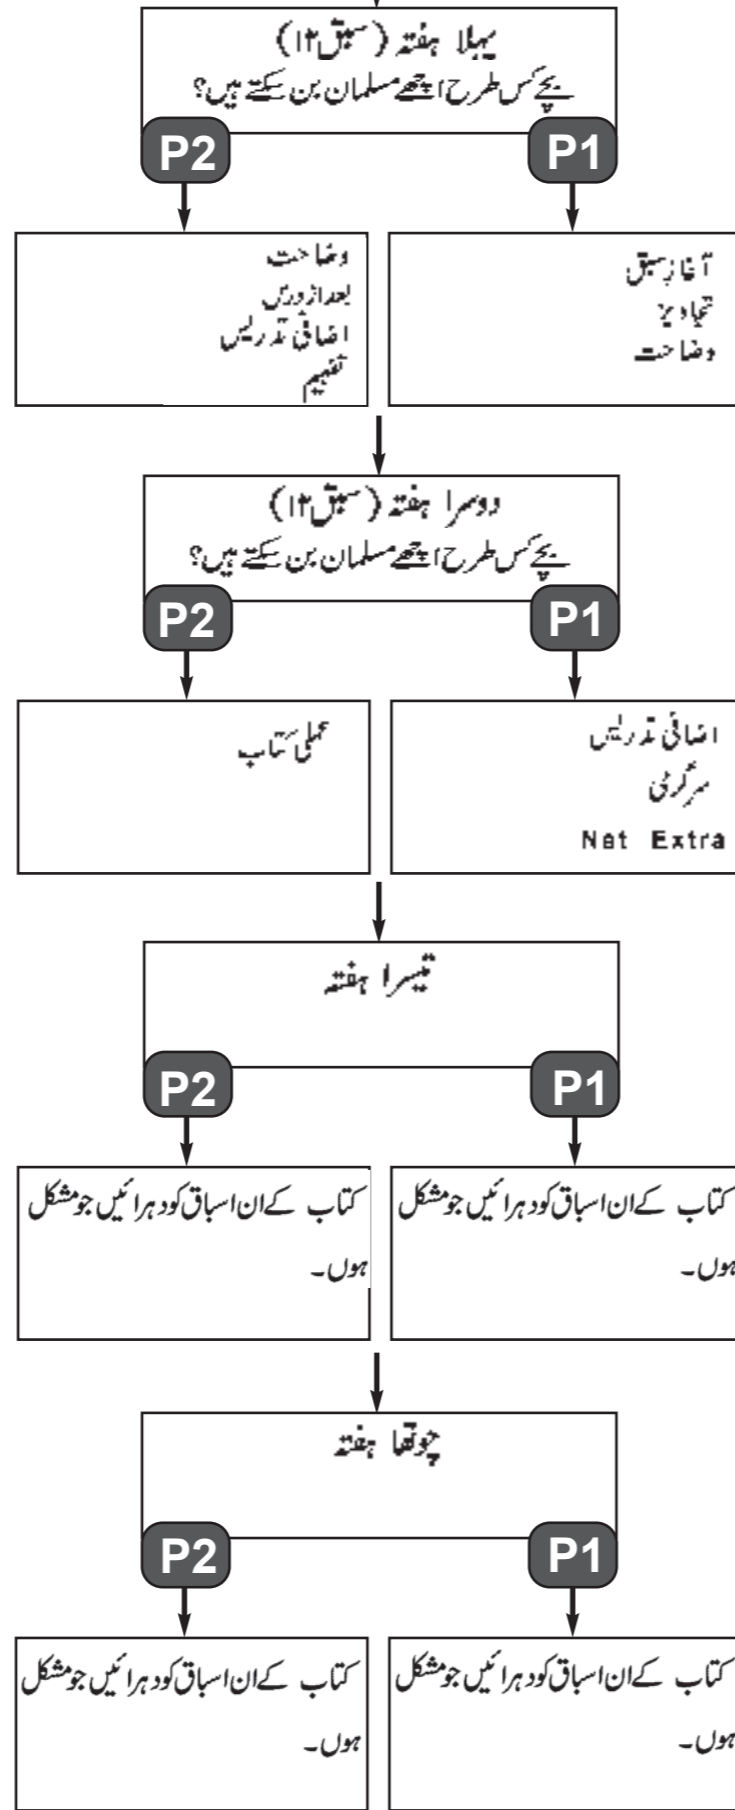 پہلا ہفتہ (سبق ۱۲)
بچے کس طرح اچھے مسلمان بن سکتے ہیں؟
P1
P2
آغازِ سبق
تجاویز
وضاحت
وضاحت
بعد از درس
اضافی تدریس
تفہیم
دوسرا ہفتہ (سبق ۱۲)
بچے کس طرح اچھے مسلمان بن سکتے ہیں؟
P1
P2
اضافی تدریس
سرگرمی
Net Extra
عملی کتاب
تیسرا ہفتہ
P1
P2
کتاب کے ان اسباق کو دہرائیں جو مشکل
ہوں۔
کتاب کے ان اسباق کو دہرائیں جو مشکل
ہوں۔
چوتھا ہفتہ
P1
P2
کتاب کے ان اسباق کو دہرائیں جو مشکل
ہوں۔
کتاب کے ان اسباق کو دہرائیں جو مشکل
ہوں۔